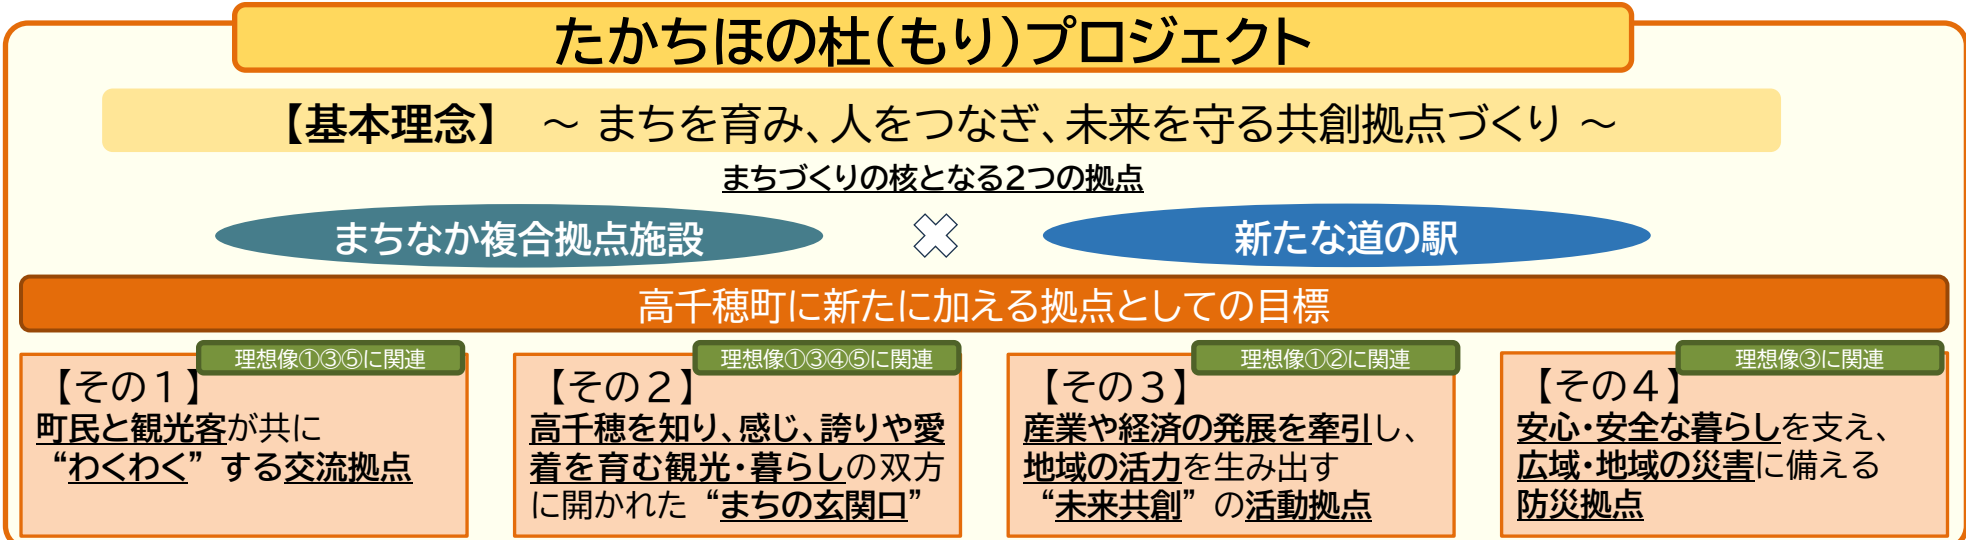 たかちほの杜(もり)プロジェクト
【基本理念】 ～ まちを育み、人をつなぎ、未来を守る共創拠点づくり ～
まちづくりの核となる2つの拠点
まちなか複合拠点施設
新たな道の駅
高千穂町に新たに加える拠点としての目標
理想像①③⑤に関連
【その１】
町民と観光客が共に
“わくわく” する交流拠点
理想像①③④⑤に関連
【その２】
高千穂を知り、感じ、誇りや愛
着を育む観光・暮らしの双方
に開かれた “まちの玄関口”
理想像①②に関連
【その３】
産業や経済の発展を牽引し、
地域の活力を生み出す
“未来共創” の活動拠点
理想像③に関連
【その４】
安心・安全な暮らしを支え、
広域・地域の災害に備える
防災拠点